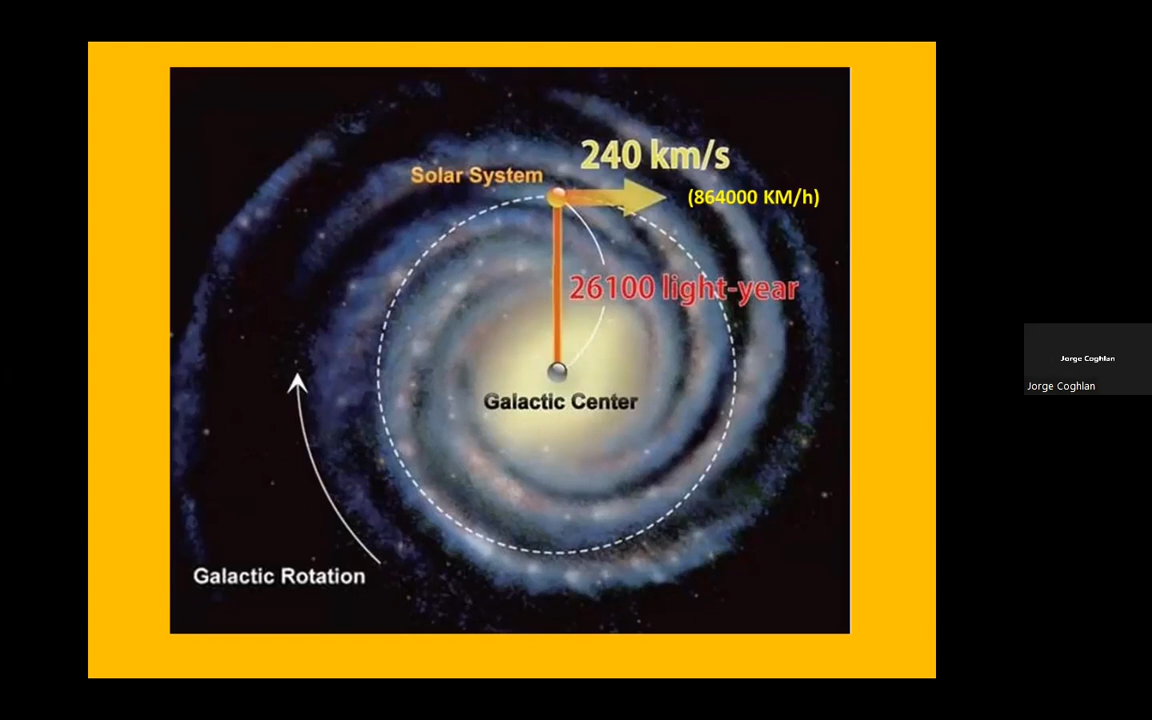 240 km/s
Solar System
(864000 KM/h)
26100 light-year
Galactic Center
Galactic Rotation
Jorge Coghlan
Jorge Coghlan